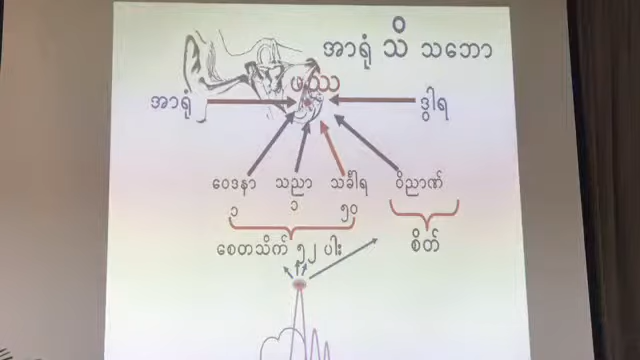 အာရုံ သိ သဘော
ဖဿ
အာရုံ
ဒွါရ
ဝေဒနာ သညာ သင်္ခါရ ဝိညာဏ်
၁ ၁ ၅၀
စေတသိက် ၅၂ ပါး
စိတ်